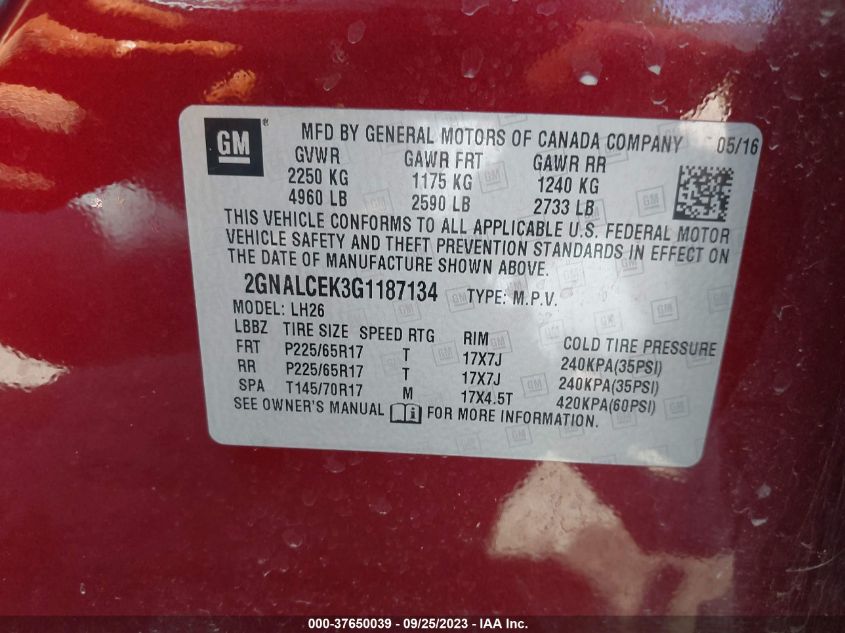 GM ® MFD BY GENERAL MOTORS OF CANADA COMPANY 05/16
GVWR GAWR FRT GAWR RR
2250 KG 1175 KG 1240 KG
4960 LB 2590 LB 2733 LB
THIS VEHICLE CONFORMS TO ALL APPLICABLE U.S. FEDERAL MOTOR
VEHICLE SAFETY AND THEFT PREVENTION STANDARDS IN EFFECT ON
THE DATE OF MANUFACTURE SHOWN ABOVE.
2GNALCEK3G1187134 TYPE: M.P.V.
MODEL: LH26
LBBZ TIRE SIZE SPEED RTG RIM COLD TIRE PRESSURE
FRT P225/65R17 T 17X7J 240KPA(35PSI)
RR P225/65R17 T 17X7J 240KPA(35PSI)
SPA T145/70R17 M 17X4.5T 420KPA(60PSI)
SEE OWNER'S MANUAL FOR MORE INFORMATION.
000-37650039 - 09/25/2023 - IAA Inc.